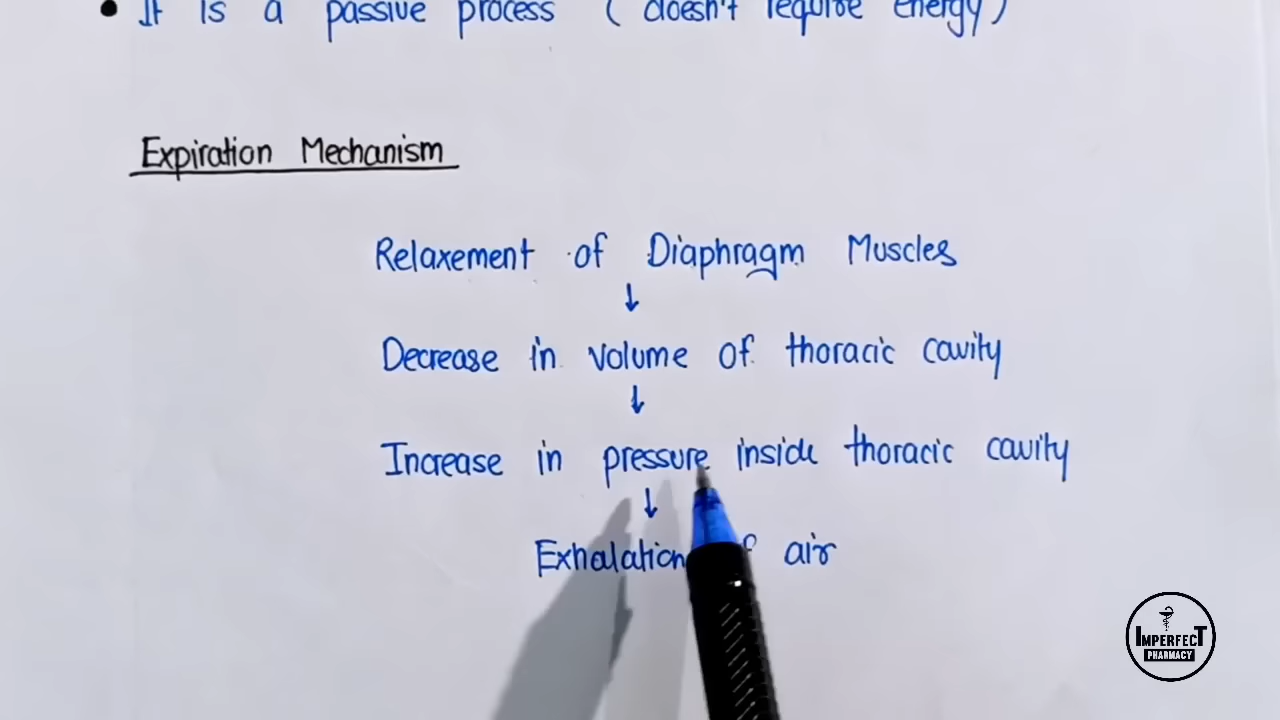 • It is a passive process (doesn't require energy)
Expiration Mechanism
Relaxement of Diaphragm Muscles
↓
Decrease in volume of thoracic cavity
↓
Increase in pressure inside thoracic cavity
↓
Exhalation of air
IMPERFECT
PHARMACY